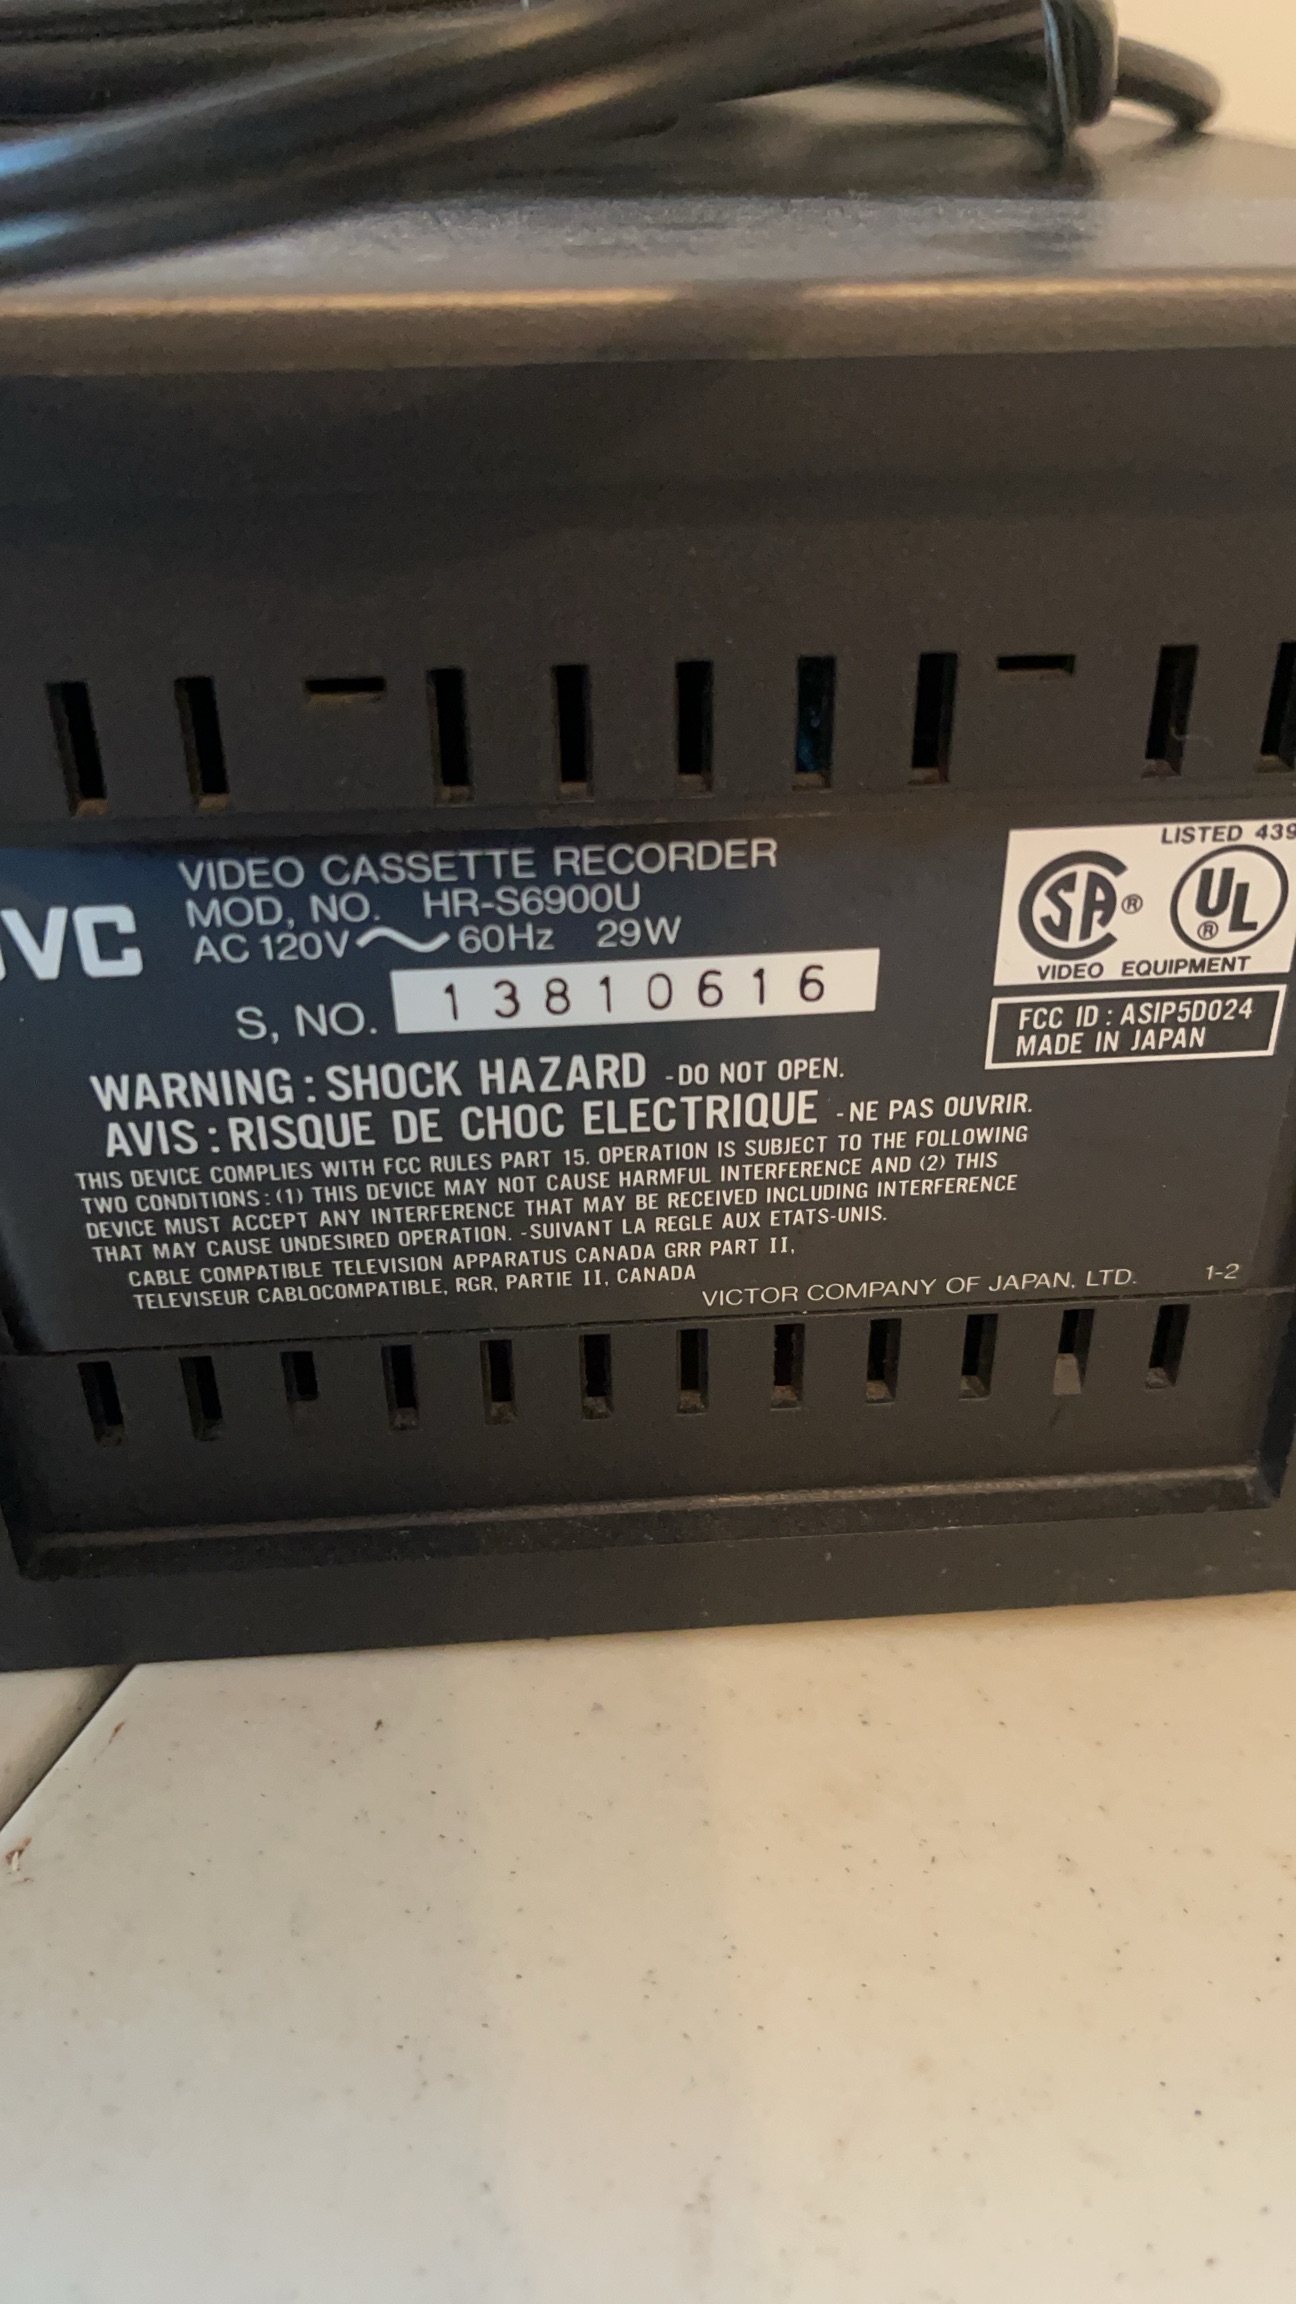 VIDEO CASSETTE RECORDER
JVC MOD, NO. HR-S6900U
AC 120V 60Hz 29W
S, NO. 13810616
LISTED 439
SA® UL®
VIDEO EQUIPMENT
FCC ID : ASIP5D024
MADE IN JAPAN
WARNING : SHOCK HAZARD - DO NOT OPEN.
AVIS : RISQUE DE CHOC ELECTRIQUE - NE PAS OUVRIR.
THIS DEVICE COMPLIES WITH FCC RULES PART 15. OPERATION IS SUBJECT TO THE FOLLOWING
TWO CONDITIONS : (1) THIS DEVICE MAY NOT CAUSE HARMFUL INTERFERENCE AND (2) THIS
DEVICE MUST ACCEPT ANY INTERFERENCE THAT MAY BE RECEIVED INCLUDING INTERFERENCE
THAT MAY CAUSE UNDESIRED OPERATION. -SUIVANT LA REGLE AUX ETATS-UNIS.
CABLE COMPATIBLE TELEVISION APPARATUS CANADA GRR PART II,
TELEVISEUR CABLOCOMPATIBLE, RGR, PARTIE II, CANADA
VICTOR COMPANY OF JAPAN, LTD. 1-2